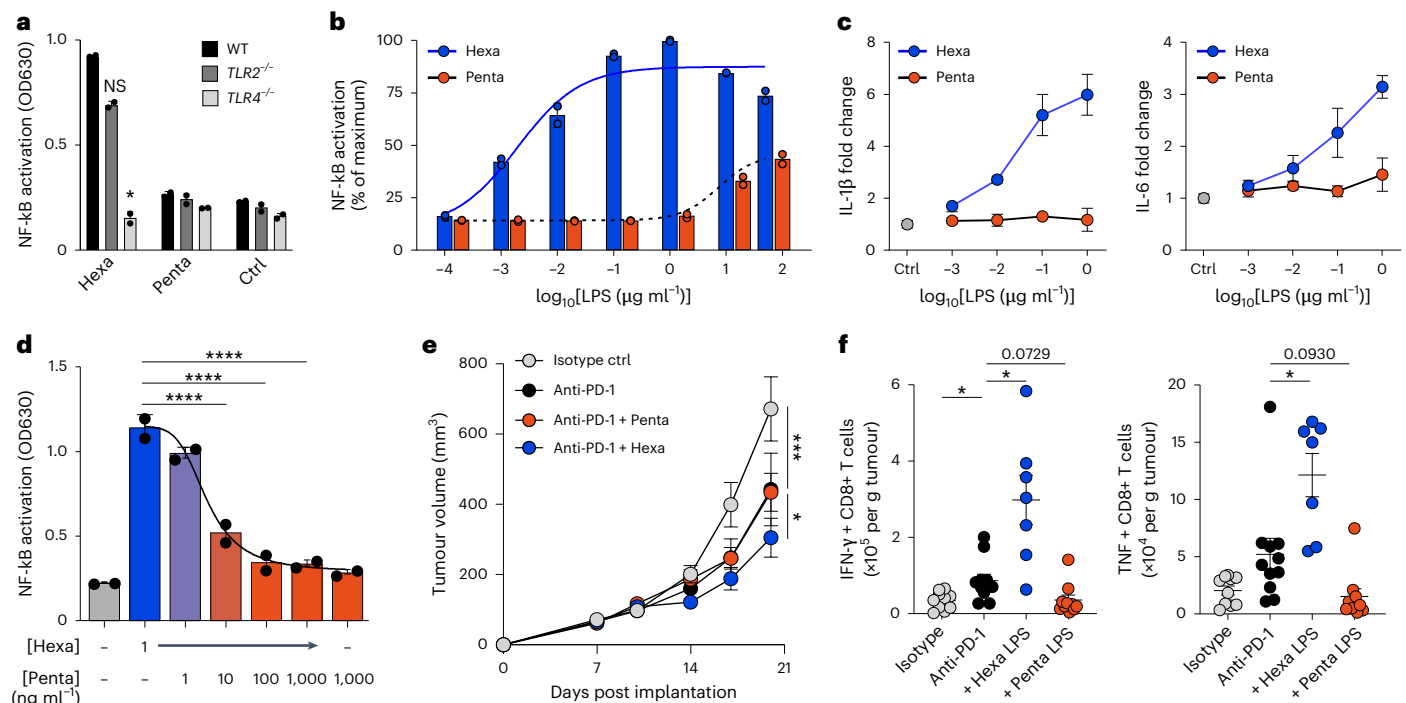 a
NF-kB activation (OD630)
1.0
0.5
0
WT
TLR2⁻/⁻
TLR4⁻/⁻
NS
*
Hexa
Penta
Ctrl
b
NF-kB activation
(% of maximum)
100
75
50
25
0
Hexa
Penta
–4 –3 –2 –1 0 1 2
log₁₀[LPS (µg ml⁻¹)]
c
IL-1β fold change
8
6
4
2
0
Hexa
Penta
Ctrl –3 –2 –1 0
log₁₀[LPS (µg ml⁻¹)]
IL-6 fold change
4
3
2
1
0
Hexa
Penta
Ctrl –3 –2 –1 0
log₁₀[LPS (µg ml⁻¹)]
d
NF-kB activation (OD630)
1.5
1.0
0.5
0
****
****
****
[Hexa] – 1 –
[Penta] – – 1 10 100 1,000 1,000
(ng ml⁻¹)
e
Tumour volume (mm³)
800
600
400
200
0
Isotype ctrl
Anti-PD-1
Anti-PD-1 + Penta
Anti-PD-1 + Hexa
***
*
0 7 14 21
Days post implantation
f
IFN-γ + CD8+ T cells
(×10⁵ per g tumour)
6
4
2
0
0.0729
*
*
Isotype
Anti-PD-1
+ Hexa LPS
+ Penta LPS
TNF + CD8+ T cells
(×10⁴ per g tumour)
20
15
10
5
0
0.0930
*
Isotype
Anti-PD-1
+ Hexa LPS
+ Penta LPS